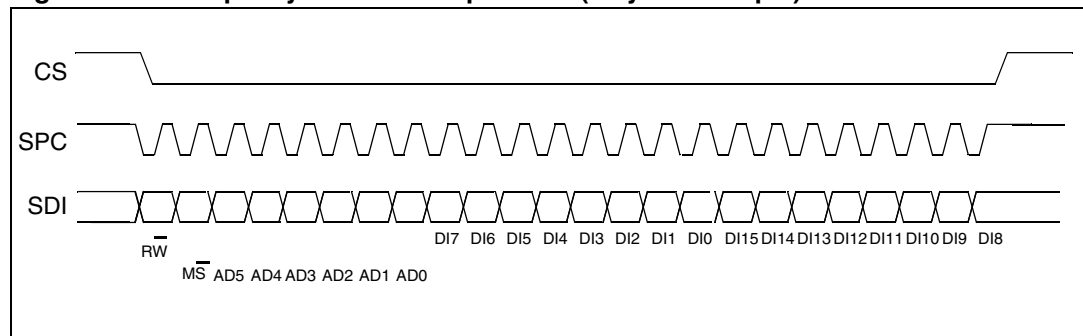 CS
SPC
SDI
DI7 DI6 DI5 DI4 DI3 DI2 DI1 DI0 DI15 DI14 DI13 DI12 DI11 DI10 DI9 DI8
RW
MS AD5 AD4 AD3 AD2 AD1 AD0